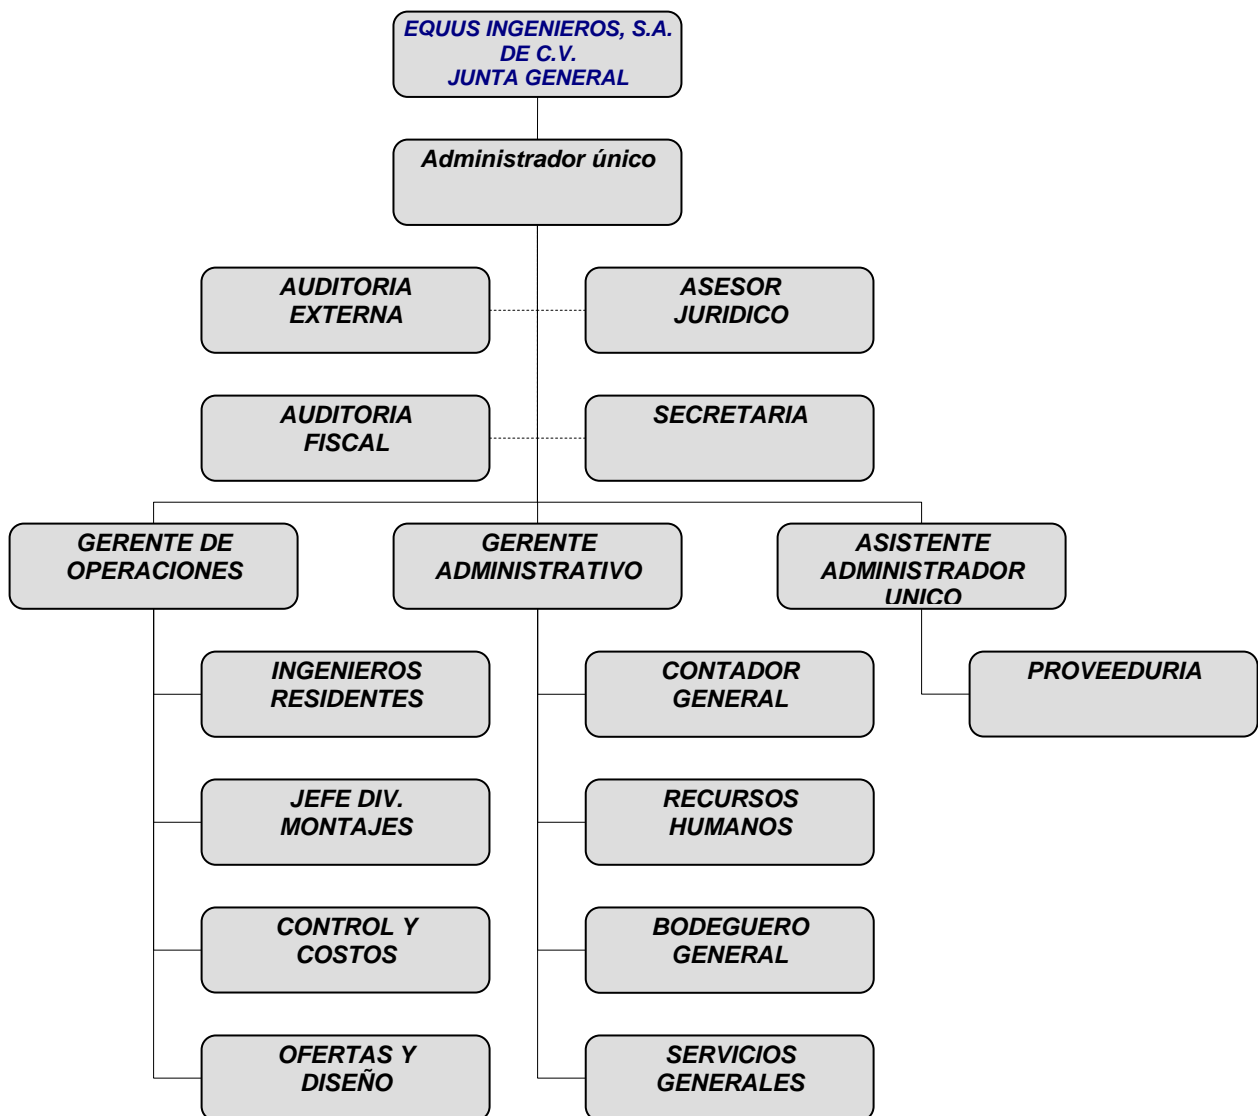 EQUUS INGENIEROS, S.A.
DE C.V.
JUNTA GENERAL
Administrador único
AUDITORIA
EXTERNA
ASESOR
JURIDICO
AUDITORIA
FISCAL
SECRETARIA
GERENTE DE
OPERACIONES
GERENTE
ADMINISTRATIVO
ASISTENTE
ADMINISTRADOR
UNICO
INGENIEROS
RESIDENTES
CONTADOR
GENERAL
PROVEEDURIA
JEFE DIV.
MONTAJES
RECURSOS
HUMANOS
CONTROL Y
COSTOS
BODEGUERO
GENERAL
OFERTAS Y
DISEÑO
SERVICIOS
GENERALES